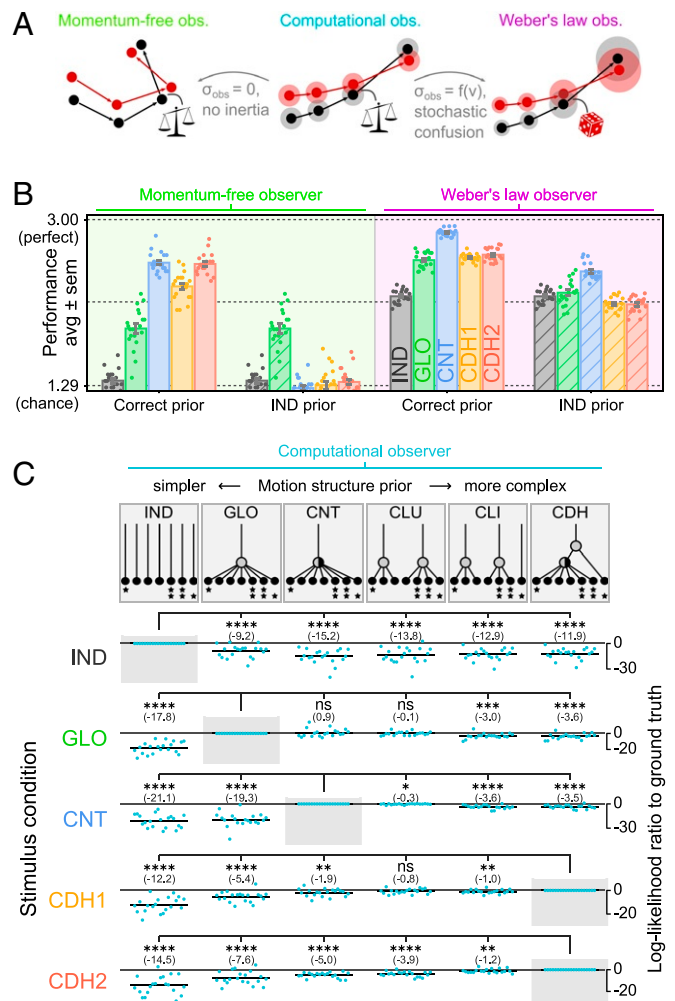 A
Momentum-free obs.
Computational obs.
Weber's law obs.
σobs = 0,
no inertia
σobs = f(v),
stochastic
confusion
B
Momentum-free observer
Weber's law observer
3.00
(perfect)
Performance
avg ± sem
1.29
(chance)
IND
GLO
CNT
CDH1
CDH2
Correct prior
IND prior
Correct prior
IND prior
C
Computational observer
simpler ← Motion structure prior → more complex
IND GLO CNT CLU CLI CDH
Stimulus condition
Log-likelihood ratio to ground truth
**** **** **** **** ****
(-9.2) (-15.2) (-13.8) (-12.9) (-11.9)
IND
0
-30
**** ns ns *** ****
(-17.8) (0.9) (-0.1) (-3.0) (-3.6)
GLO
0
-20
**** **** * **** ****
(-21.1) (-19.3) (-0.3) (-3.6) (-3.5)
CNT
0
-30
**** **** ** ns **
(-12.2) (-5.4) (-1.9) (-0.8) (-1.0)
CDH1
0
-20
**** **** **** **** **
(-14.5) (-7.6) (-5.0) (-3.9) (-1.2)
CDH2
0
-20